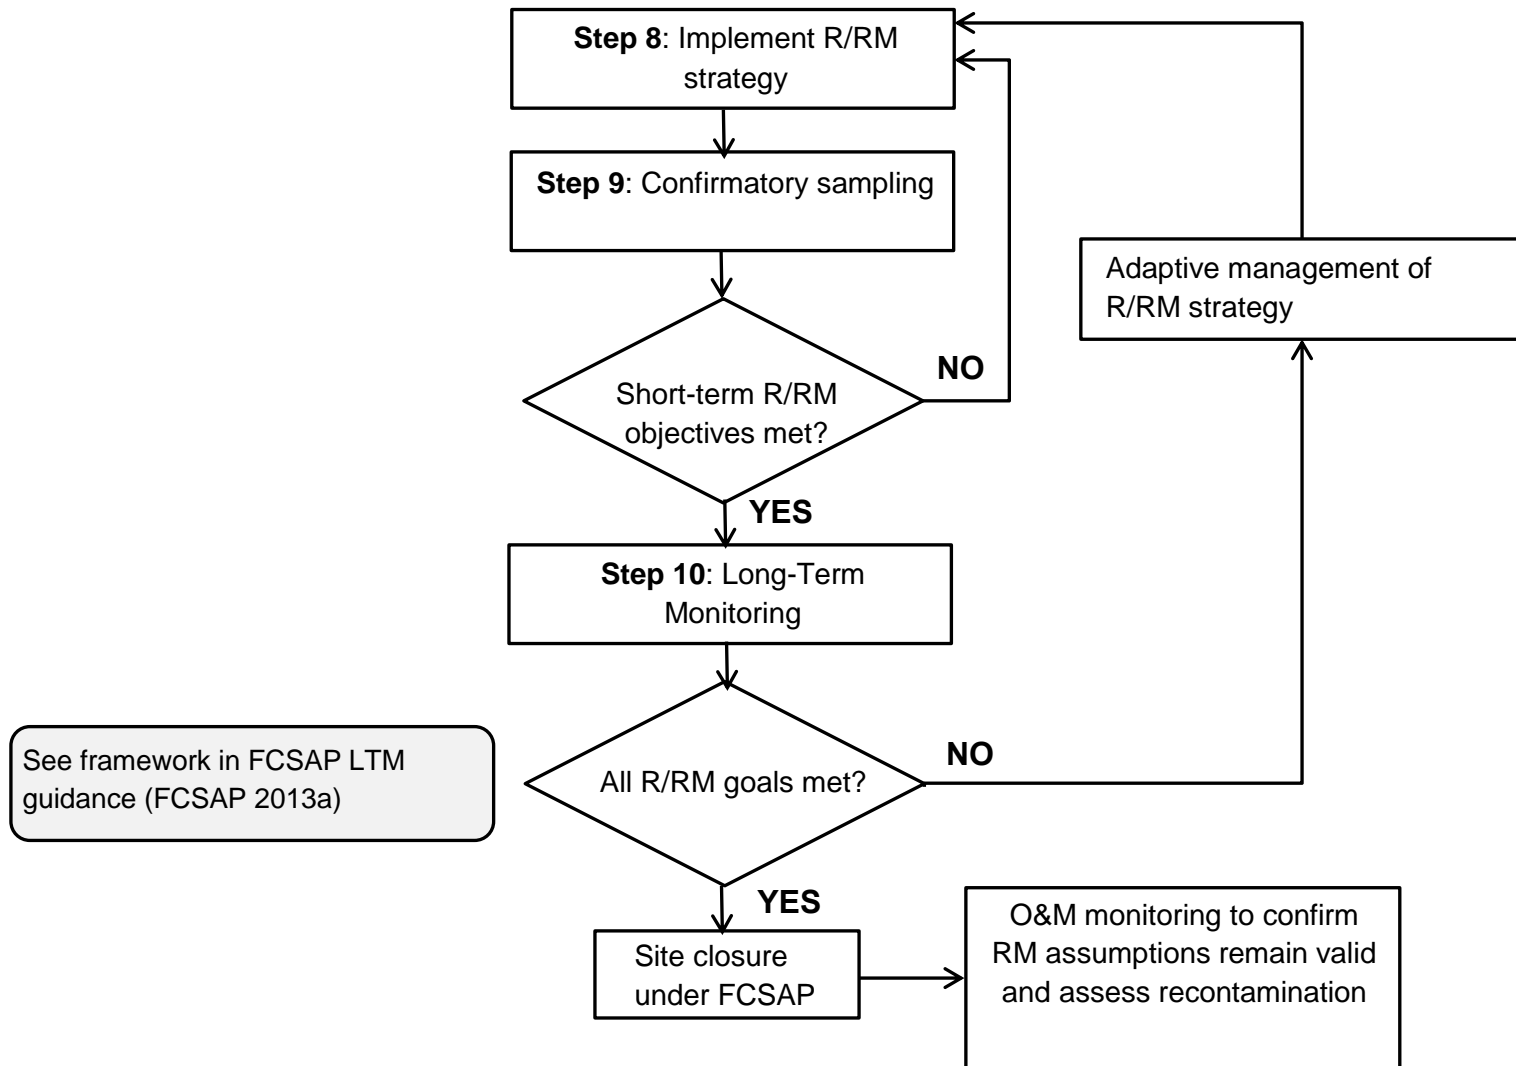 Step 8: Implement R/RM
strategy
Step 9: Confirmatory sampling
Adaptive management of
R/RM strategy
NO
Short-term R/RM
objectives met?
YES
Step 10: Long-Term
Monitoring
See framework in FCSAP LTM
guidance (FCSAP 2013a)
NO
All R/RM goals met?
YES
Site closure
under FCSAP
O&M monitoring to confirm
RM assumptions remain valid
and assess recontamination